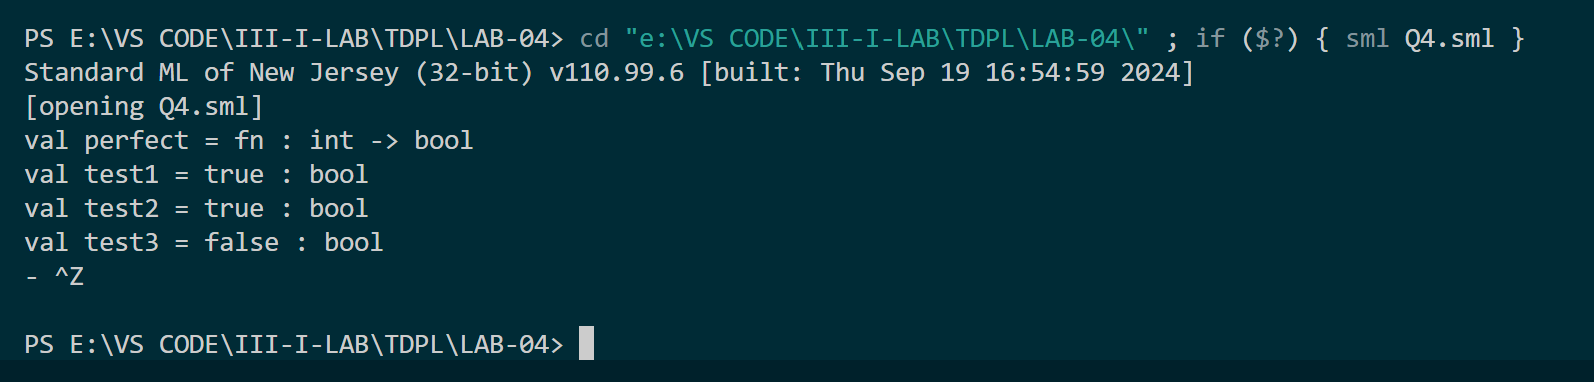 PS E:\VS CODE\III-I-LAB\TDPL\LAB-04> cd "e:\VS CODE\III-I-LAB\TDPL\LAB-04\" ; if ($?) { sml Q4.sml }
Standard ML of New Jersey (32-bit) v110.99.6 [built: Thu Sep 19 16:54:59 2024]
[opening Q4.sml]
val perfect = fn : int -> bool
val test1 = true : bool
val test2 = true : bool
val test3 = false : bool
- ^Z
PS E:\VS CODE\III-I-LAB\TDPL\LAB-04>